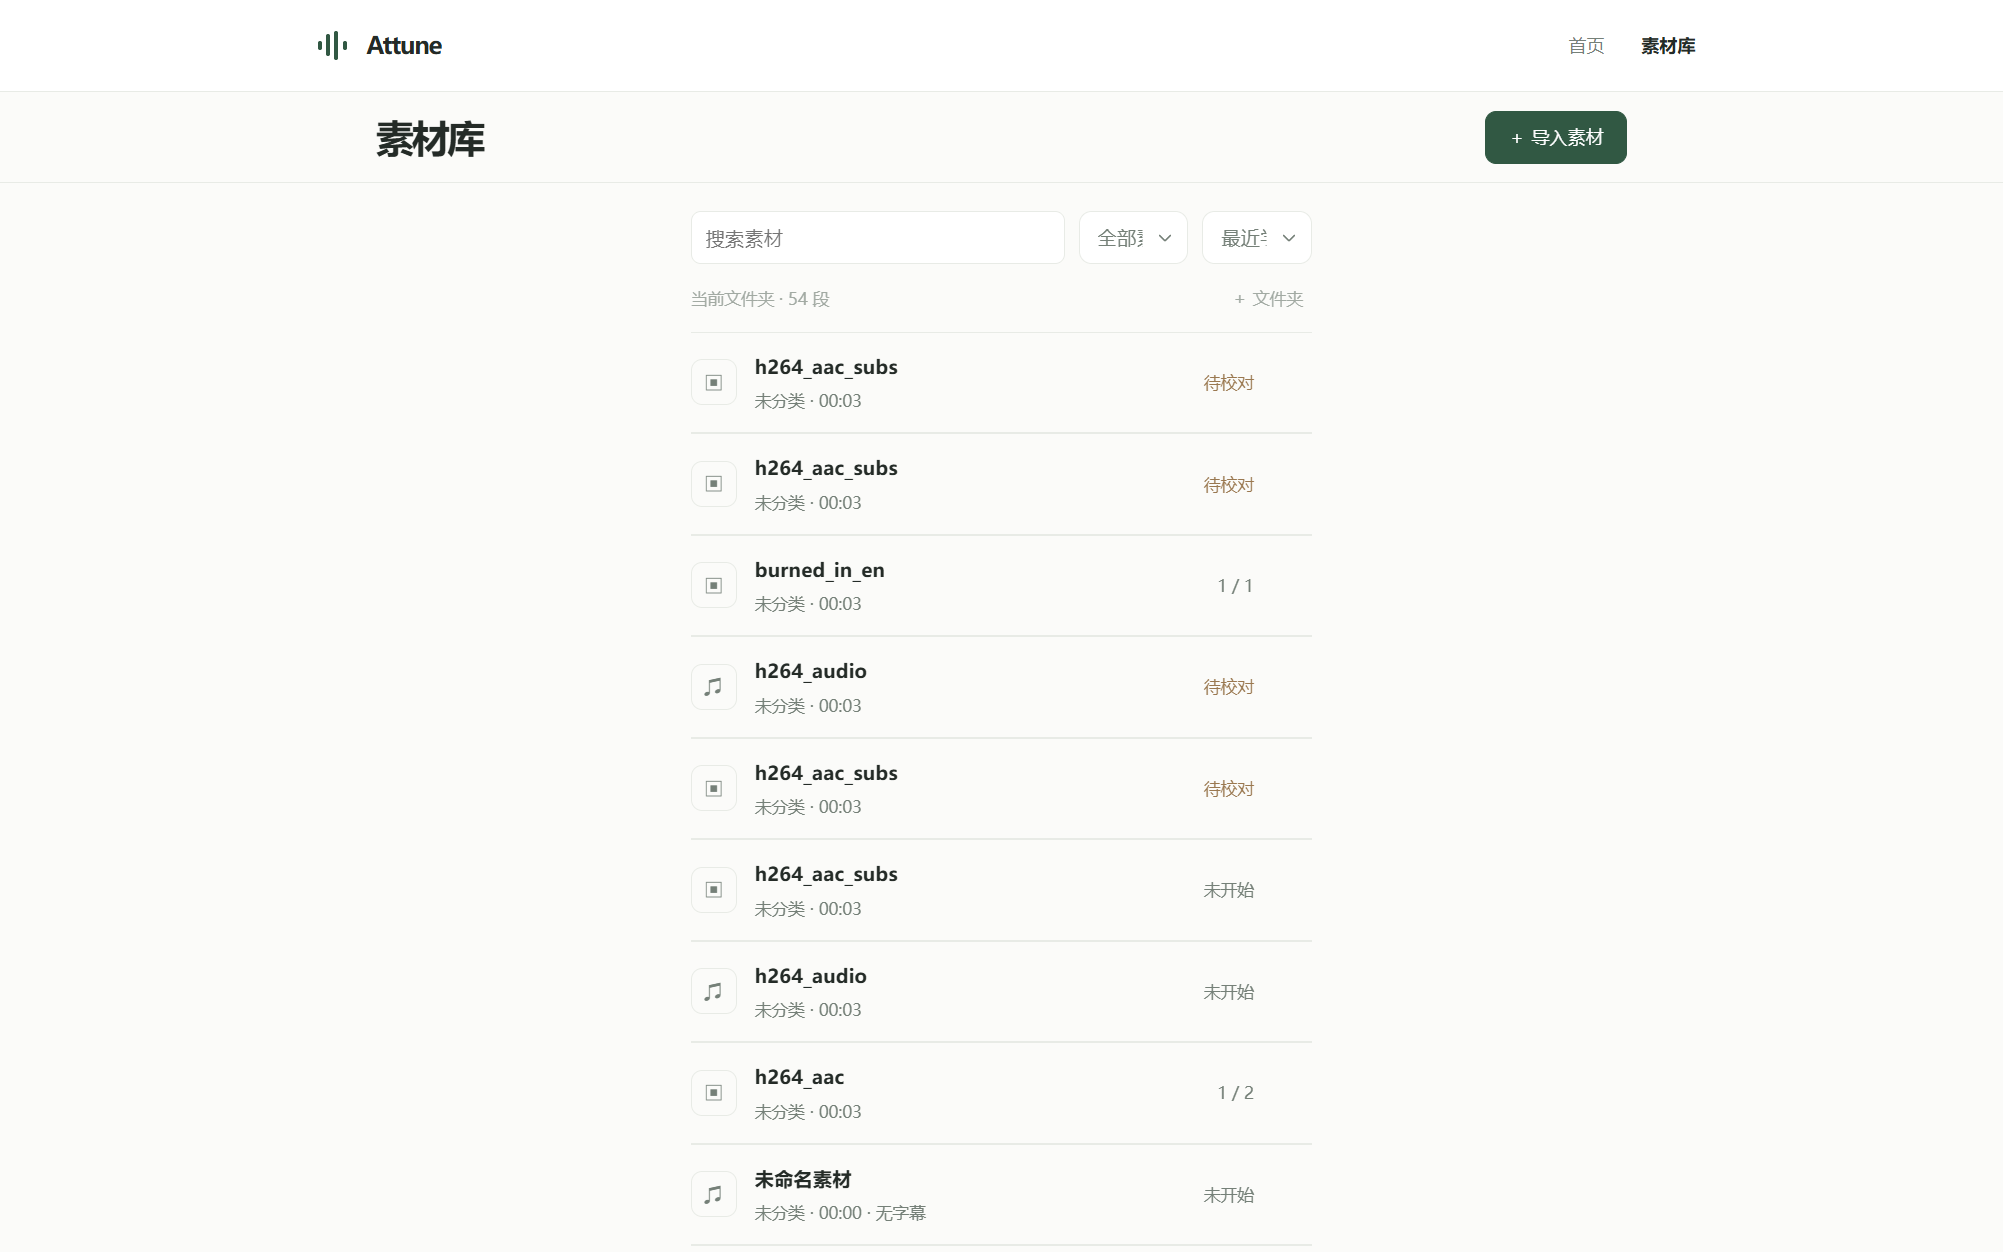 Attune
首页
素材库
素材库
+ 导入素材
搜索素材
全部
最近
当前文件夹 · 54 段
+ 文件夹
h264_aac_subs
未分类 · 00:03
待校对
h264_aac_subs
未分类 · 00:03
待校对
burned_in_en
未分类 · 00:03
1 / 1
h264_audio
未分类 · 00:03
待校对
h264_aac_subs
未分类 · 00:03
待校对
h264_aac_subs
未分类 · 00:03
未开始
h264_audio
未分类 · 00:03
未开始
h264_aac
未分类 · 00:03
1 / 2
未命名素材
未分类 · 00:00 · 无字幕
未开始